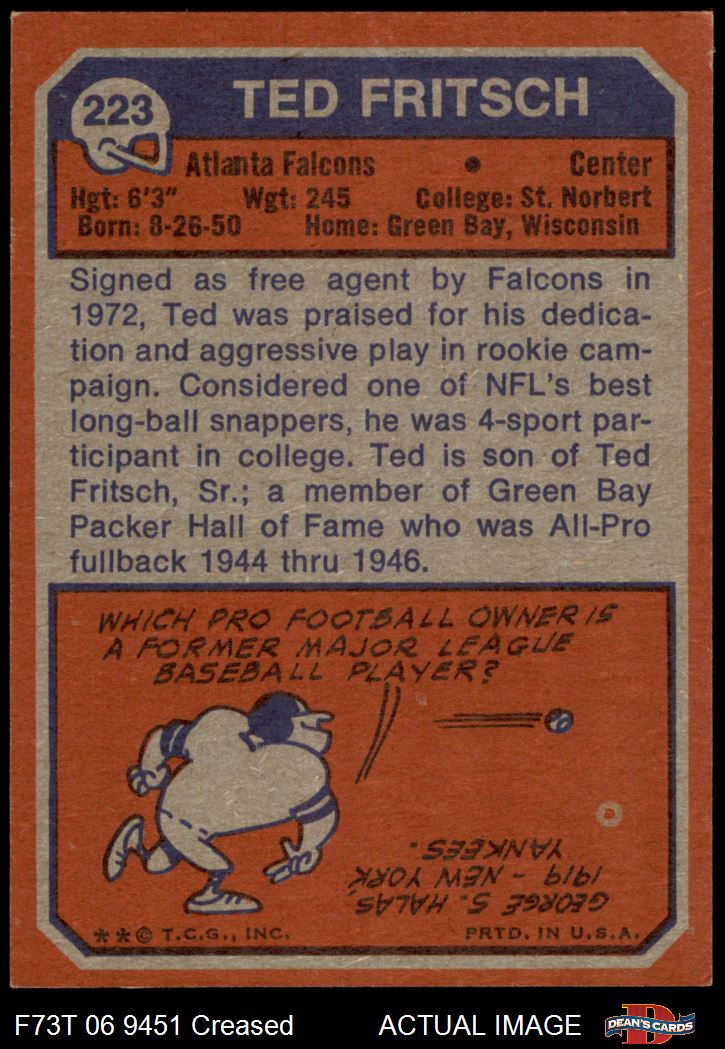 223
TED FRITSCH
Atlanta Falcons • Center
Hgt: 6'3" Wgt: 245 College: St. Norbert
Born: 8-26-50 Home: Green Bay, Wisconsin
Signed as free agent by Falcons in
1972, Ted was praised for his dedica-
tion and aggressive play in rookie cam-
paign. Considered one of NFL's best
long-ball snappers, he was 4-sport par-
ticipant in college. Ted is son of Ted
Fritsch, Sr.; a member of Green Bay
Packer Hall of Fame who was All-Pro
fullback 1944 thru 1946.
WHICH PRO FOOTBALL OWNER IS
A FORMER MAJOR LEAGUE
BASEBALL PLAYER?
GEORGE S. HALAS,
1919 - NEW YORK
YANKEES.
D
**© T.C.G., INC. PRTD. IN U.S.A.
F73T 06 9451 Creased ACTUAL IMAGE
D
DEAN'S CARDS